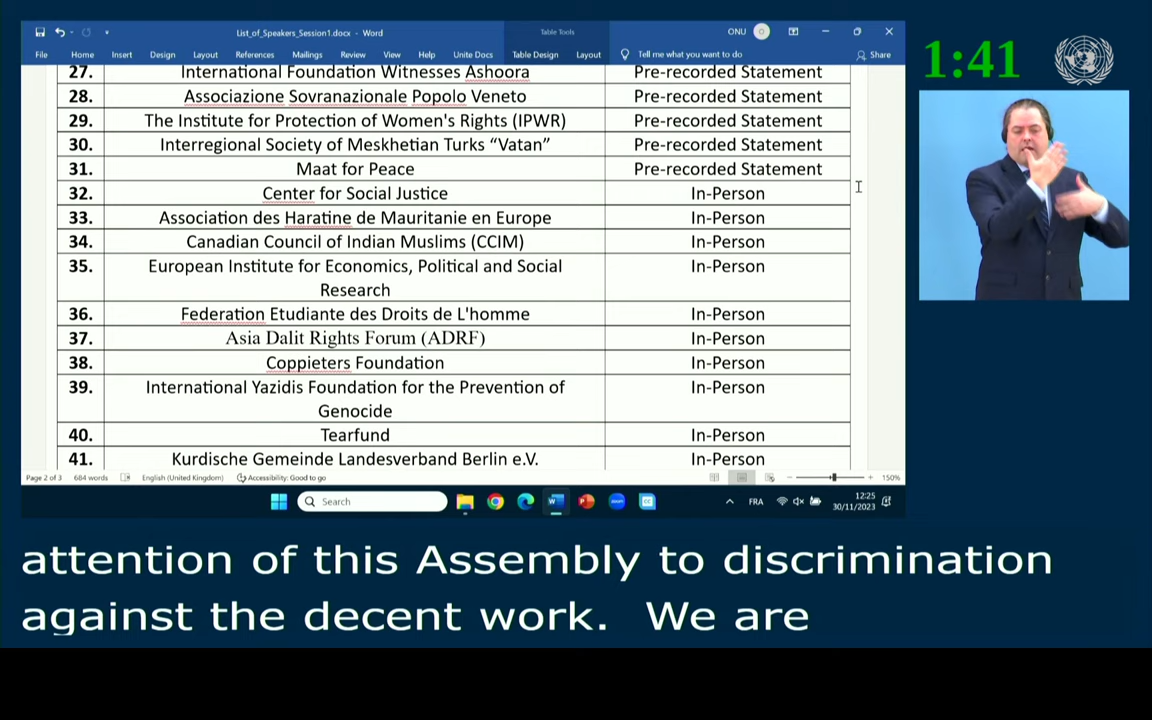 List_of_Speakers_Session1.docx - Word
Table Tools
ONU
File Home Insert Design Layout References Mailings Review View Help Unite Docs Table Design Layout Tell me what you want to do Share
1:41
27. International Foundation Witnesses Ashoora Pre-recorded Statement
28. Associazione Sovranazionale Popolo Veneto Pre-recorded Statement
29. The Institute for Protection of Women's Rights (IPWR) Pre-recorded Statement
30. Interregional Society of Meskhetian Turks “Vatan” Pre-recorded Statement
31. Maat for Peace Pre-recorded Statement
32. Center for Social Justice In-Person
33. Association des Haratine de Mauritanie en Europe In-Person
34. Canadian Council of Indian Muslims (CCIM) In-Person
35. European Institute for Economics, Political and Social In-Person
Research
36. Federation Etudiante des Droits de L'homme In-Person
37. Asia Dalit Rights Forum (ADRF) In-Person
38. Coppieters Foundation In-Person
39. International Yazidis Foundation for the Prevention of In-Person
Genocide
40. Tearfund In-Person
41. Kurdische Gemeinde Landesverband Berlin e.V. In-Person
Page 2 of 3 684 words English (United Kingdom) Accessibility: Good to go 150%
Search FRA 12:25
30/11/2023
attention of this Assembly to discrimination
against the decent work. We are